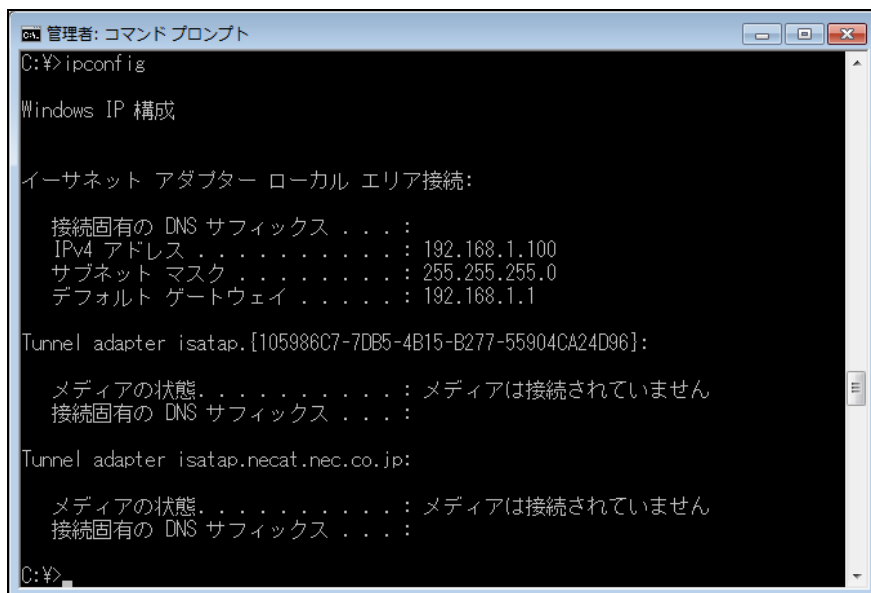 管理者: コマンド プロンプト
C:¥>ipconfig
Windows IP 構成
イーサネット アダプター ローカル エリア接続:
接続固有の DNS サフィックス . . . :
IPv4 アドレス . . . . . . . . . . : 192.168.1.100
サブネット マスク . . . . . . . . : 255.255.255.0
デフォルト ゲートウェイ . . . . . : 192.168.1.1
Tunnel adapter isatap.{105986C7-7DB5-4B15-B277-55904CA24D96}:
メディアの状態. . . . . . . . . . : メディアは接続されていません
接続固有の DNS サフィックス . . . :
Tunnel adapter isatap.necat.nec.co.jp:
メディアの状態. . . . . . . . . . : メディアは接続されていません
接続固有の DNS サフィックス . . . :
C:¥>_